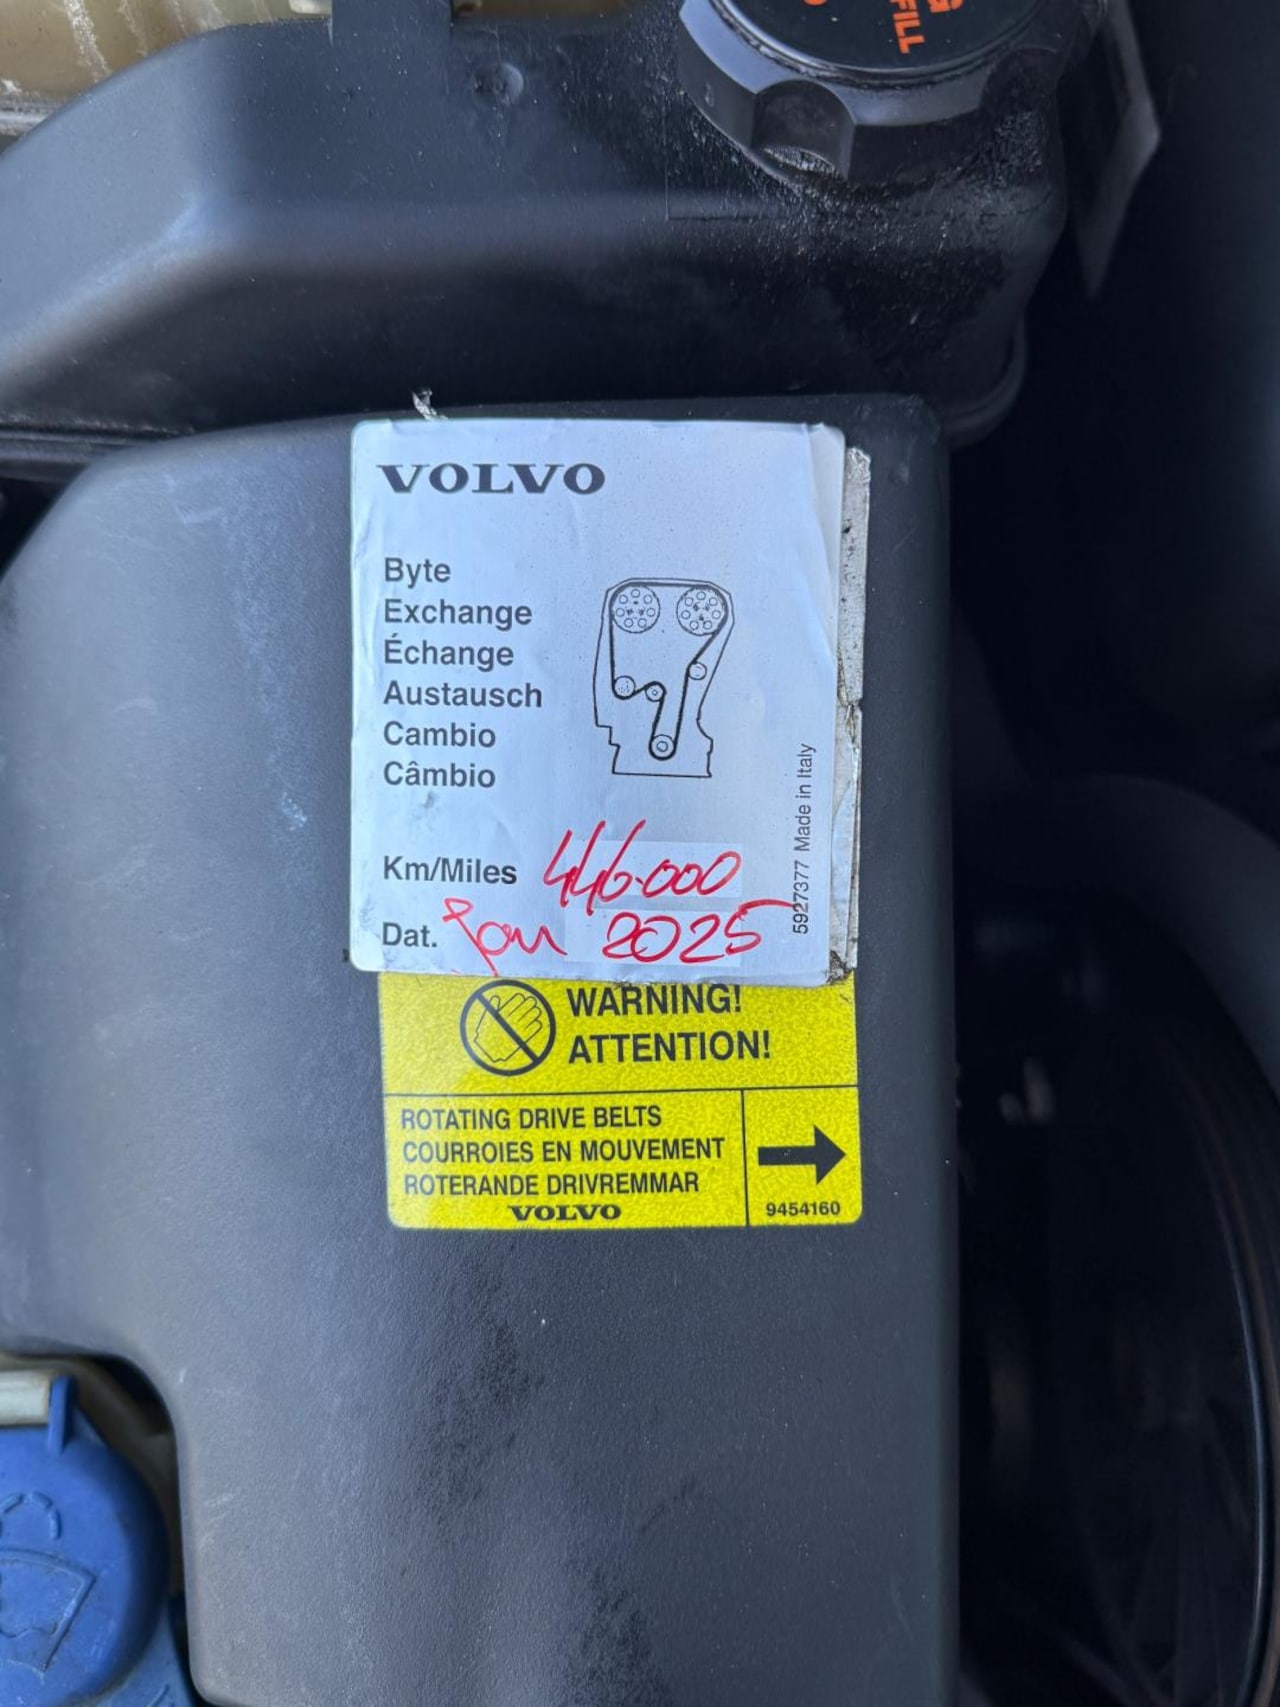 FILL
VOLVO
Byte
Exchange
Échange
Austausch
Cambio
Câmbio
Km/Miles 446.000
Dat. Jan 2025
5927377 Made in Italy
WARNING!
ATTENTION!
ROTATING DRIVE BELTS
COURROIES EN MOUVEMENT
ROTERANDE DRIVREMMAR
VOLVO
9454160